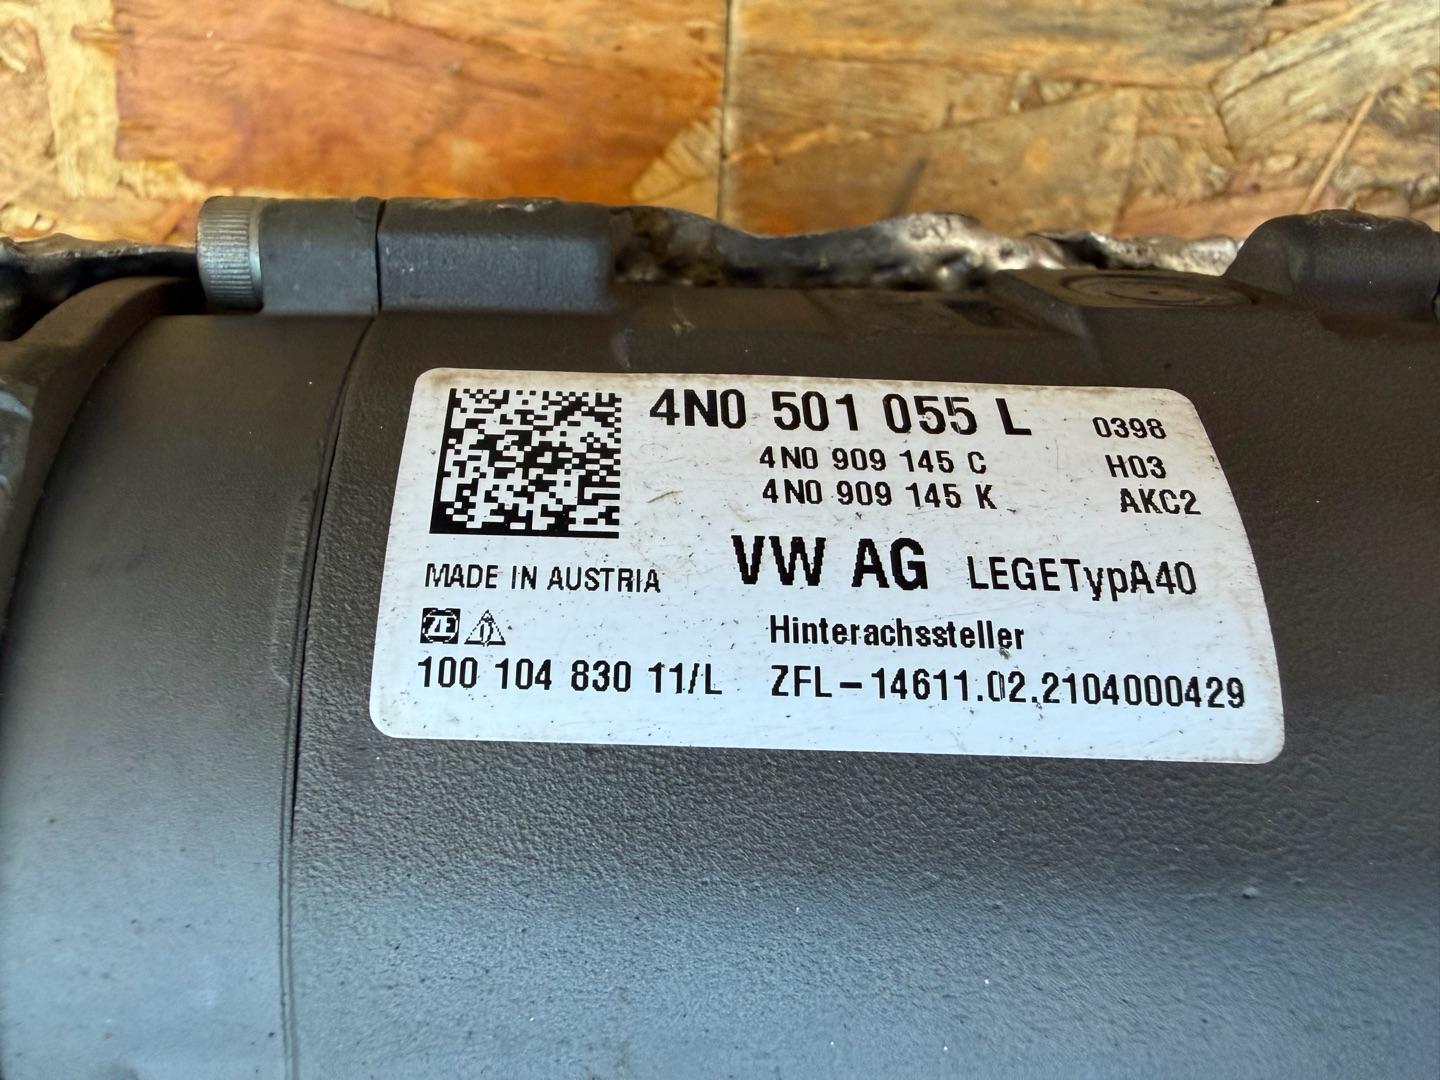 4N0 501 055 L 0398
4N0 909 145 C H03
4N0 909 145 K AKC2
VW AG LEGETypA40
MADE IN AUSTRIA
Hinterachssteller
ZF
100 104 830 11/L ZFL-14611.02.2104000429